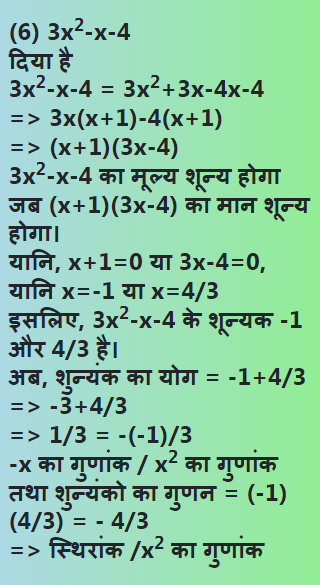 (6) 3x²-x-4
दिया है
3x²-x-4 = 3x²+3x-4x-4
=> 3x(x+1)-4(x+1)
=> (x+1)(3x-4)
3x²-x-4 का मूल्य शून्य होगा
जब (x+1)(3x-4) का मान शून्य
होगा।
यानि, x+1=0 या 3x-4=0,
यानि x=-1 या x=4/3
इसलिए, 3x²-x-4 के शून्यक -1
और 4/3 है।
अब, शुन्यंक का योग = -1+4/3
=> -3+4/3
=> 1/3 = -(-1)/3
-x का गुणांक / x² का गुणांक
तथा शुन्यंको का गुणन = (-1)
(4/3) = - 4/3
=> स्थिरांक /x² का गुणांक